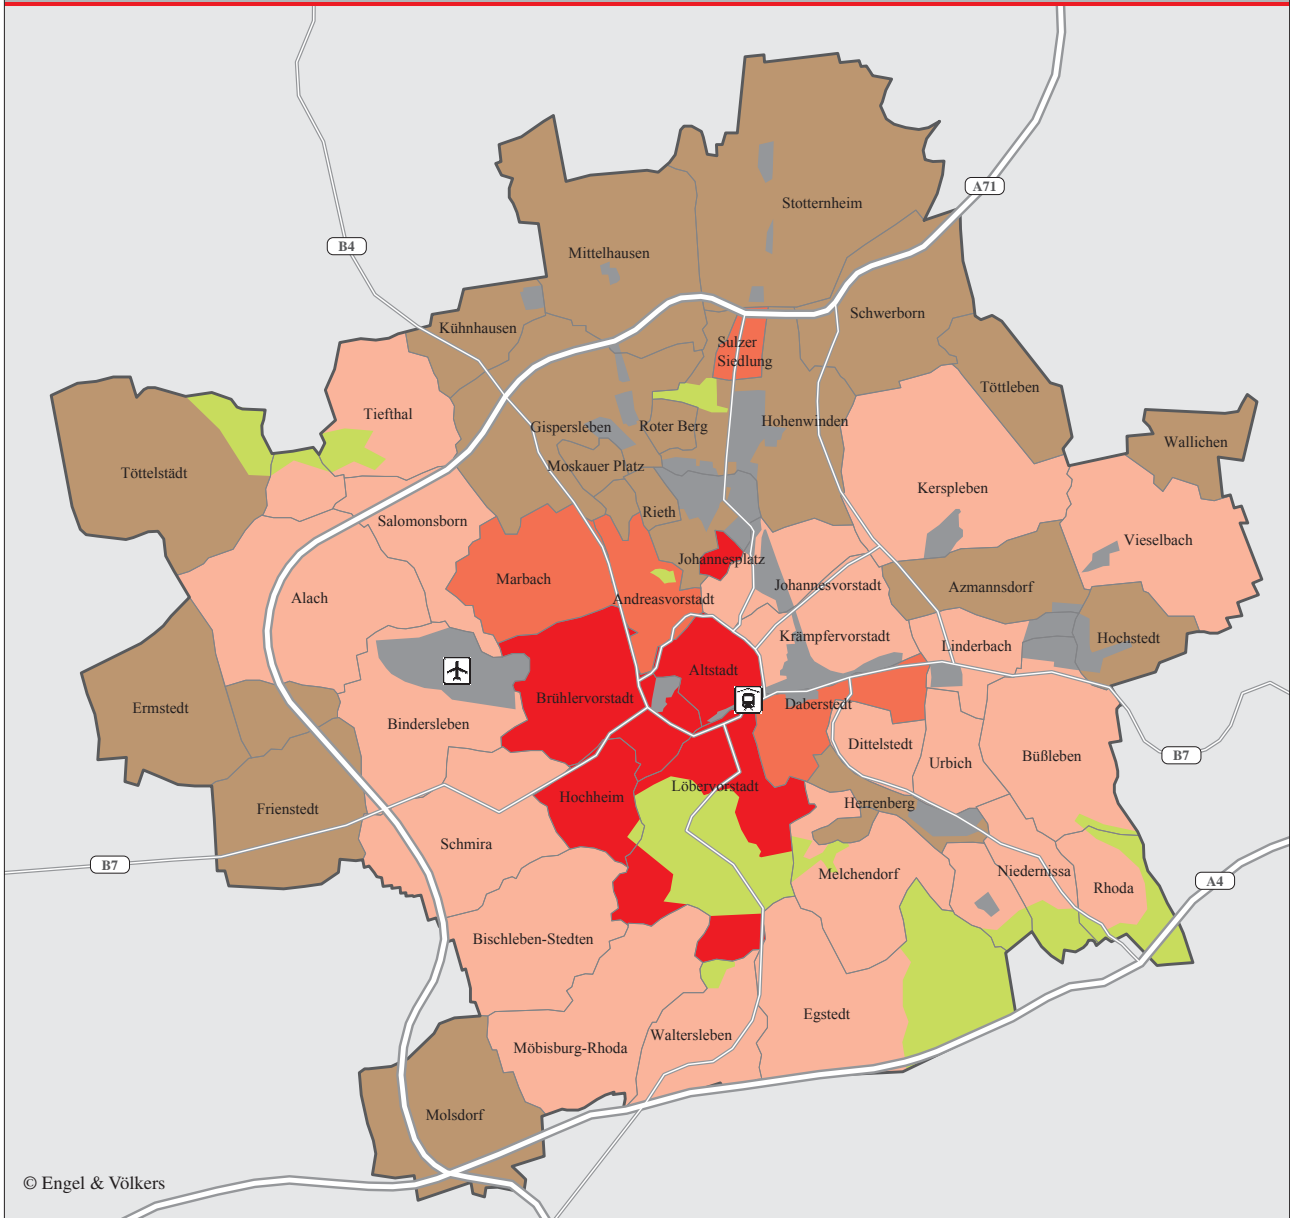 A71
Stotternheim
B4
Mittelhausen
Schwerborn
Kühnhausen
Sulzer
Siedlung
Töttleben
Tiefthal
Gispersleben
Roter Berg
Hohenwinden
Wallichen
Töttelstädt
Moskauer Platz
Kerspleben
Rieth
Salomonsborn
Vieselbach
Johannesplatz
Marbach
Johannesvorstadt
Azmannsdorf
Alach
Andreasvorstadt
Krämpfervorstadt
Hochstedt
Linderbach
Altstadt
Brühlervorstadt
Ermstedt
Daberstedt
Bindersleben
Dittelstedt
B7
Büßleben
Urbich
Löbervorstadt
Hochheim
Herrenberg
Frienstedt
Schmira
B7
Melchendorf
Niedernissa
A4
Rhoda
Bischleben-Stedten
Egstedt
Waltersleben
Möbisburg-Rhoda
Molsdorf
© Engel & Völkers